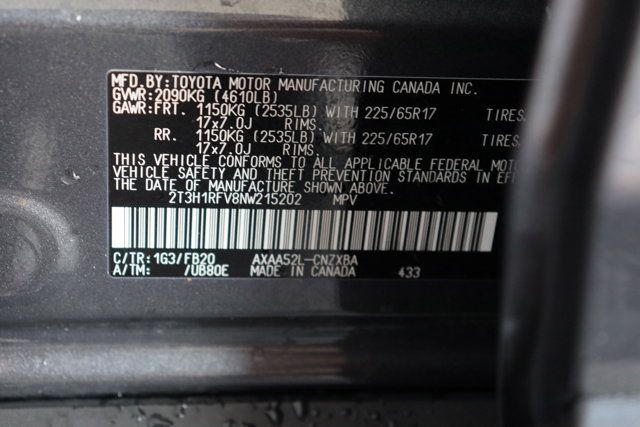 MFD.BY:TOYOTA MOTOR MANUFACTURING CANADA INC.
GVWR:2090KG (4610LB)
GAWR:FRT. 1150KG (2535LB) WITH 225/65R17 TIRES,
17x7.0J RIMS.
RR. 1150KG (2535LB) WITH 225/65R17 TIRES,
17x7.0J RIMS.
THIS VEHICLE CONFORMS TO ALL APPLICABLE FEDERAL
VEHICLE SAFETY AND THEFT PREVENTION STANDARDS IN
THE DATE OF MANUFACTURE SHOWN ABOVE.
2T3H1RFV8NW215202 MPV
C/TR:1G3/FB20 AXAA52L-CNZXBA
A/TM: /UB80E MADE IN CANADA 433